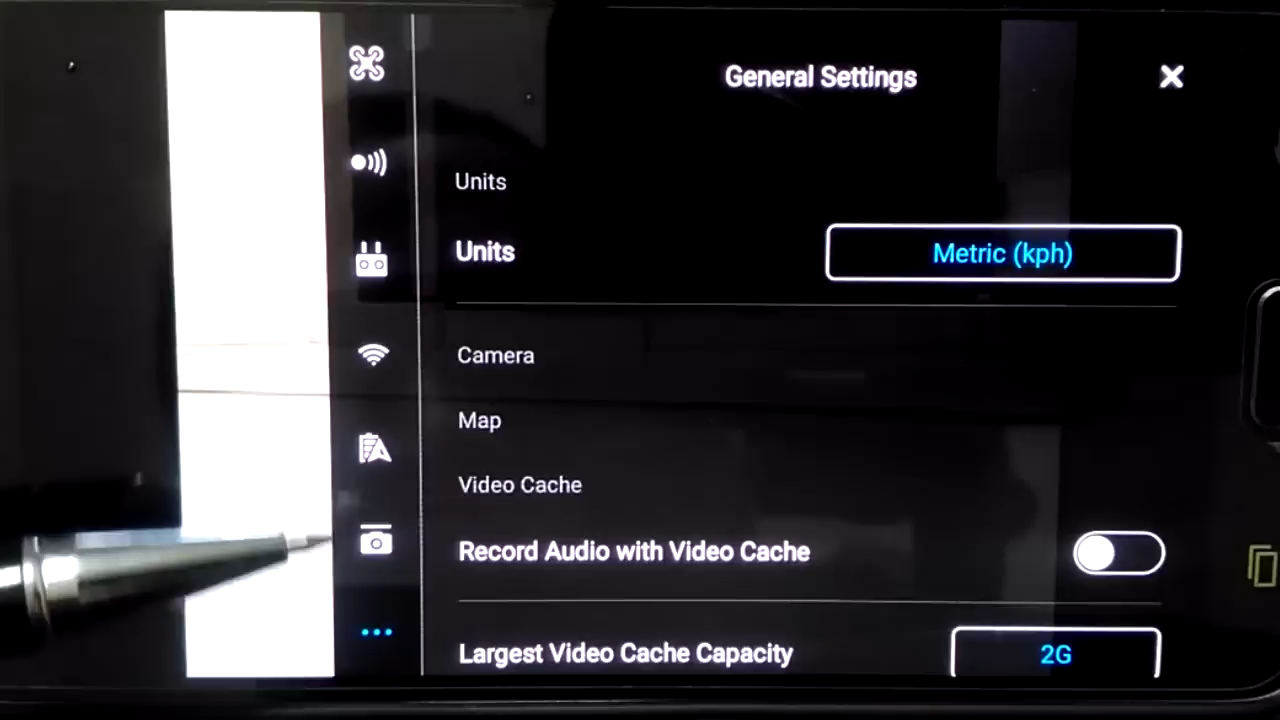 General Settings
Units
Units
Metric (kph)
Camera
Map
Video Cache
Record Audio with Video Cache
Largest Video Cache Capacity
2G